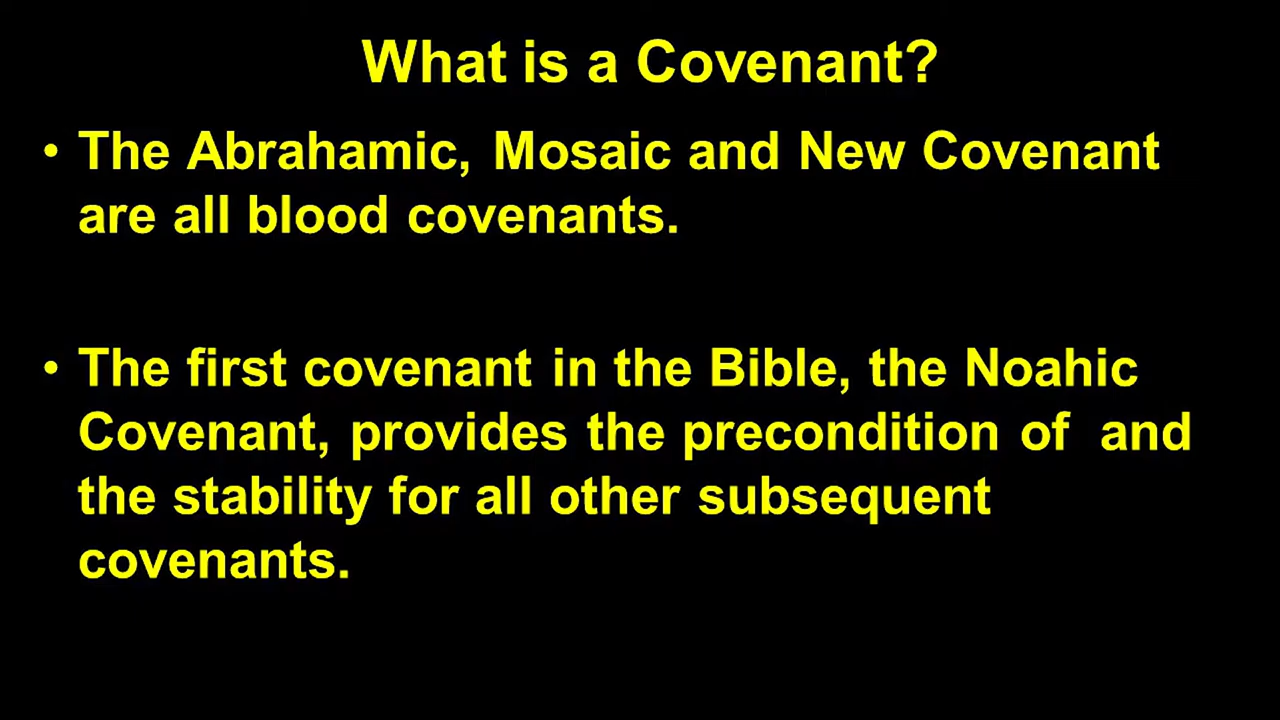 What is a Covenant?
• The Abrahamic, Mosaic and New Covenant
are all blood covenants.
• The first covenant in the Bible, the Noahic
Covenant, provides the precondition of  and
the stability for all other subsequent
covenants.